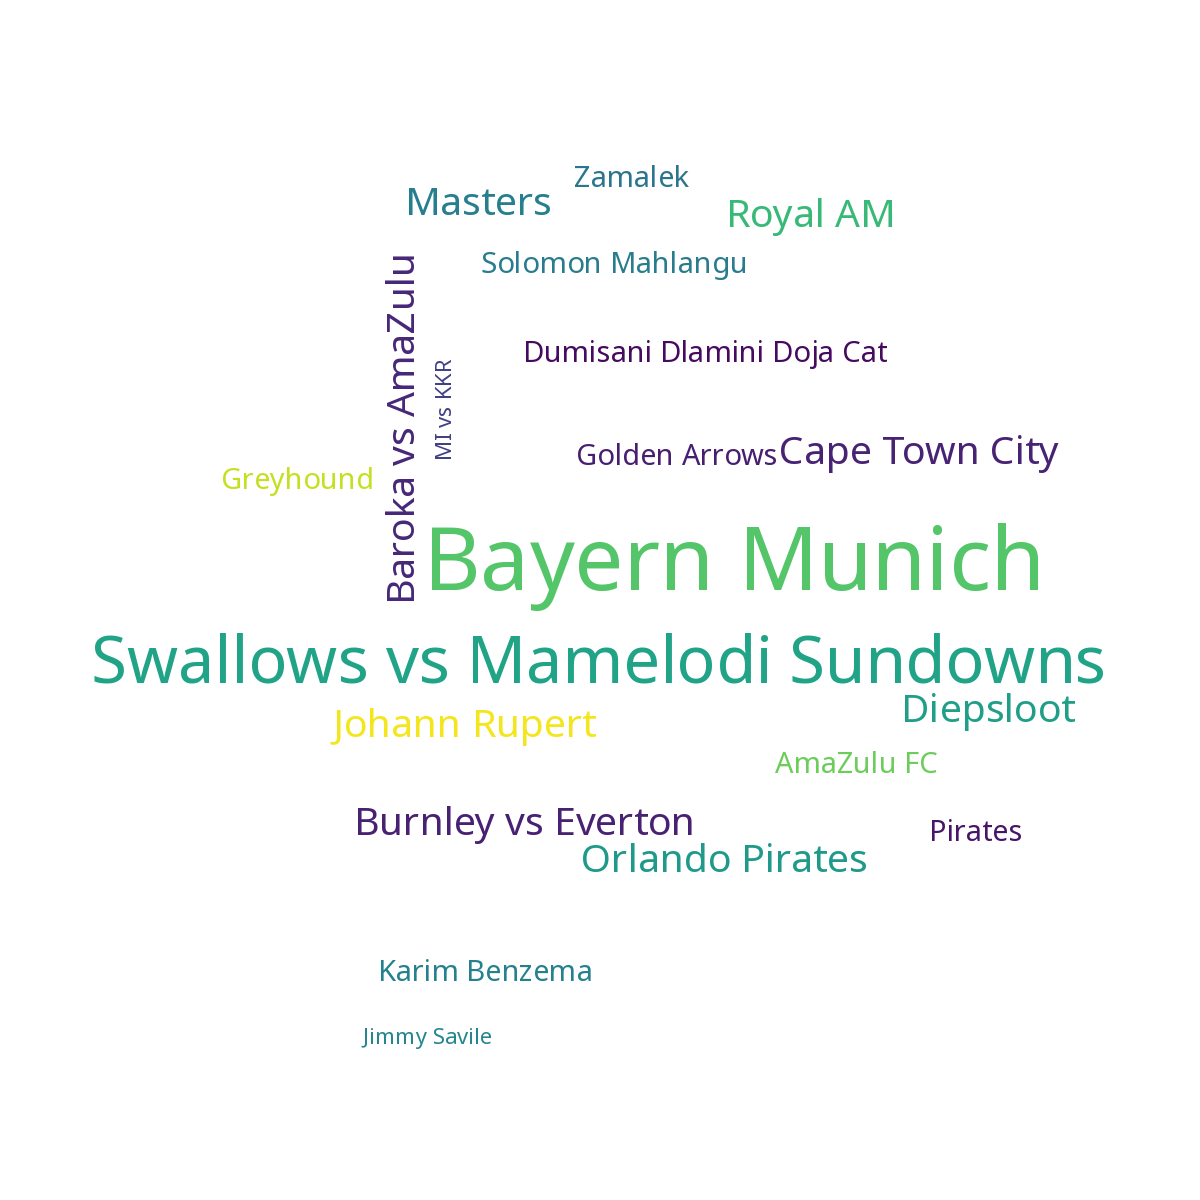 Zamalek
Masters
Royal AM
Solomon Mahlangu
Baroka vs AmaZulu
Dumisani Dlamini Doja Cat
MI vs KKR
Golden Arrows
Cape Town City
Greyhound
Bayern Munich
Swallows vs Mamelodi Sundowns
Diepsloot
Johann Rupert
AmaZulu FC
Burnley vs Everton
Pirates
Orlando Pirates
Karim Benzema
Jimmy Savile